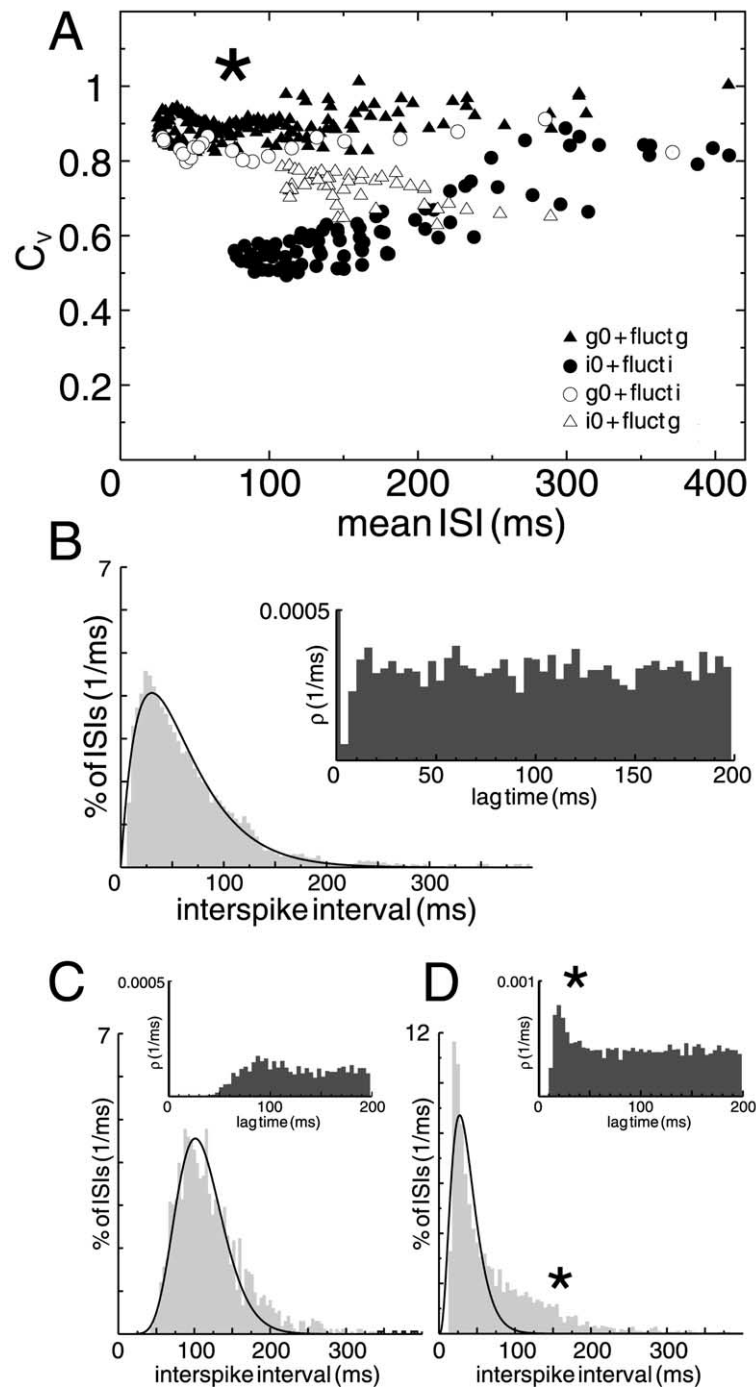 A
*
1
0.8
0.6
0.4
0.2
Cv
g0+fluct g
i0+fluct i
g0+fluct i
i0+fluct g
0 100 200 300 400
mean ISI (ms)
B
7
% of ISIs (1/ms)
0 50 100 150 200 300
interspike interval (ms)
0.0005
ρ (1/ms)
0 50 100 150 200
lag time (ms)
C
7
% of ISIs (1/ms)
0 100 200 300
interspike interval (ms)
0.0005
ρ (1/ms)
0 100 200
lag time (ms)
D
12
% of ISIs (1/ms)
*
0 100 200 300 400
interspike interval (ms)
0.001
*
ρ (1/ms)
0 50 100 200
lag time (ms)